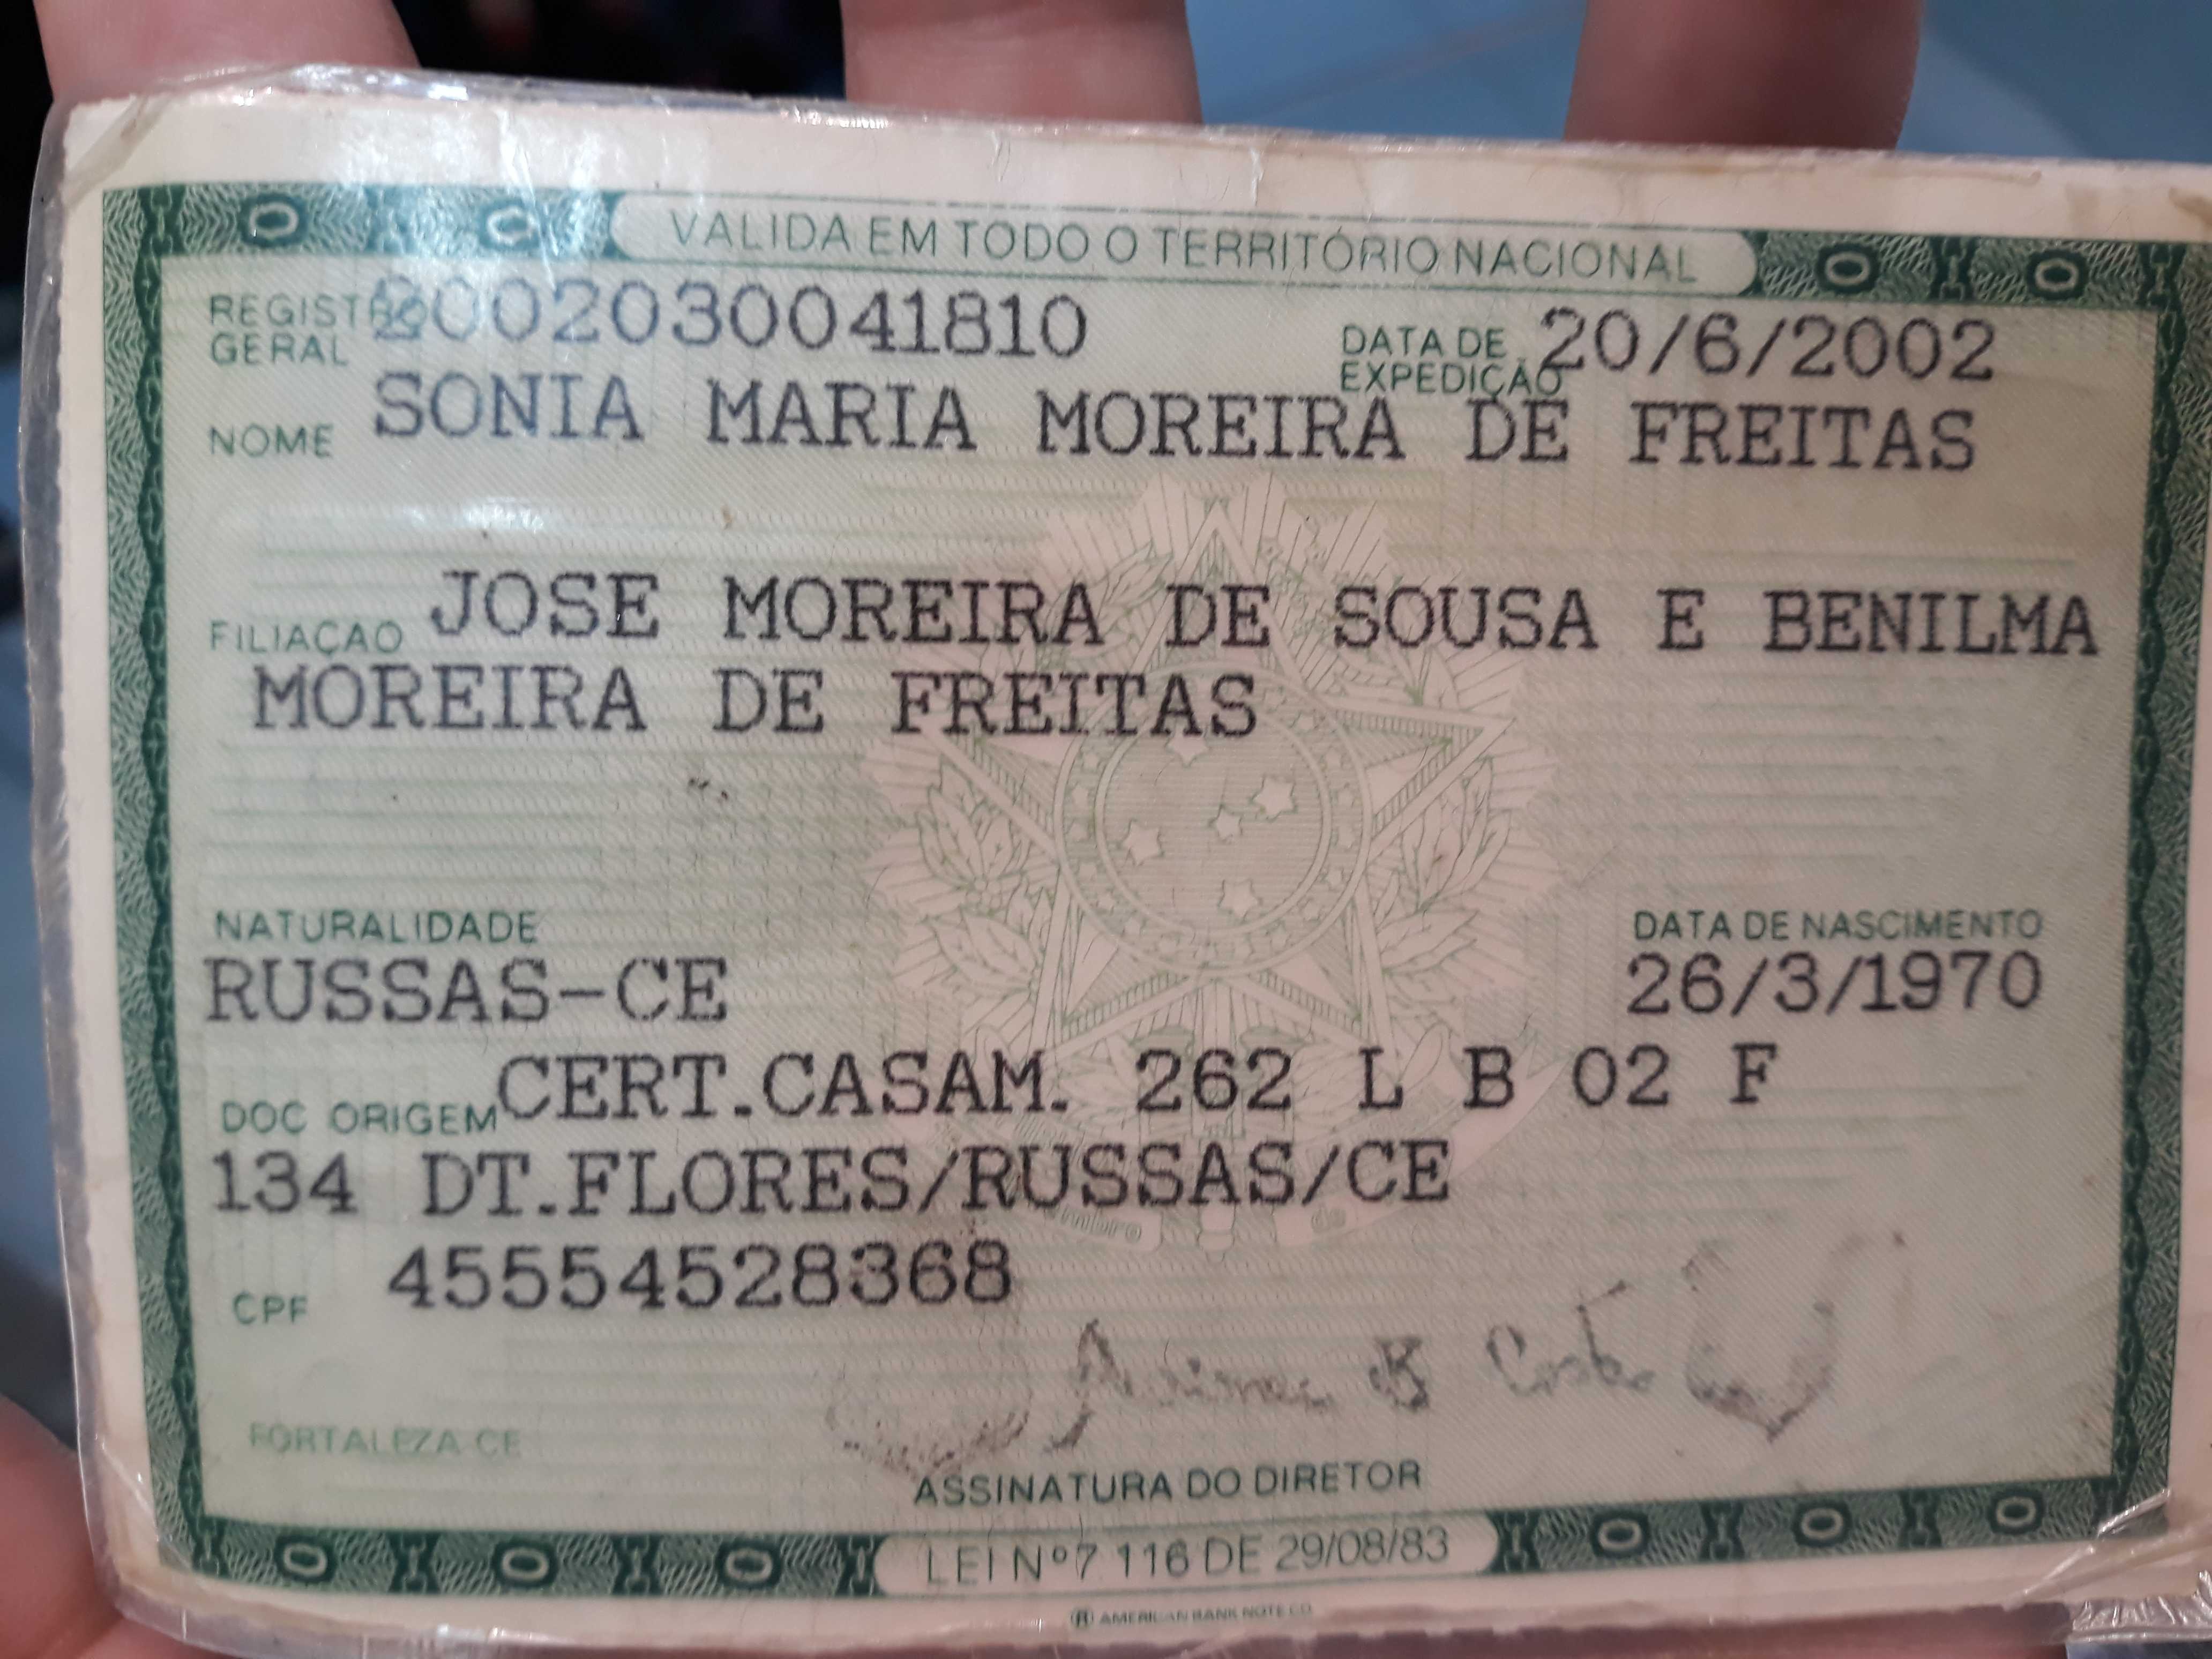 VALIDA EM TODO O TERRITÓRIO NACIONAL
REGISTRO GERAL 2002030041810 DATA DE EXPEDIÇÃO 20/6/2002
NOME SONIA MARIA MOREIRA DE FREITAS
FILIAÇÃO JOSE MOREIRA DE SOUSA E BENILMA
MOREIRA DE FREITAS
NATURALIDADE DATA DE NASCIMENTO
RUSSAS-CE 26/3/1970
DOC ORIGEM CERT.CASAM. 262 L B 02 F
134 DT.FLORES/RUSSAS/CE
CPF 45554528368
FORTALEZA CE
ASSINATURA DO DIRETOR
LEI Nº 7 116 DE 29/08/83
AMERICAN BANK NOTE CO